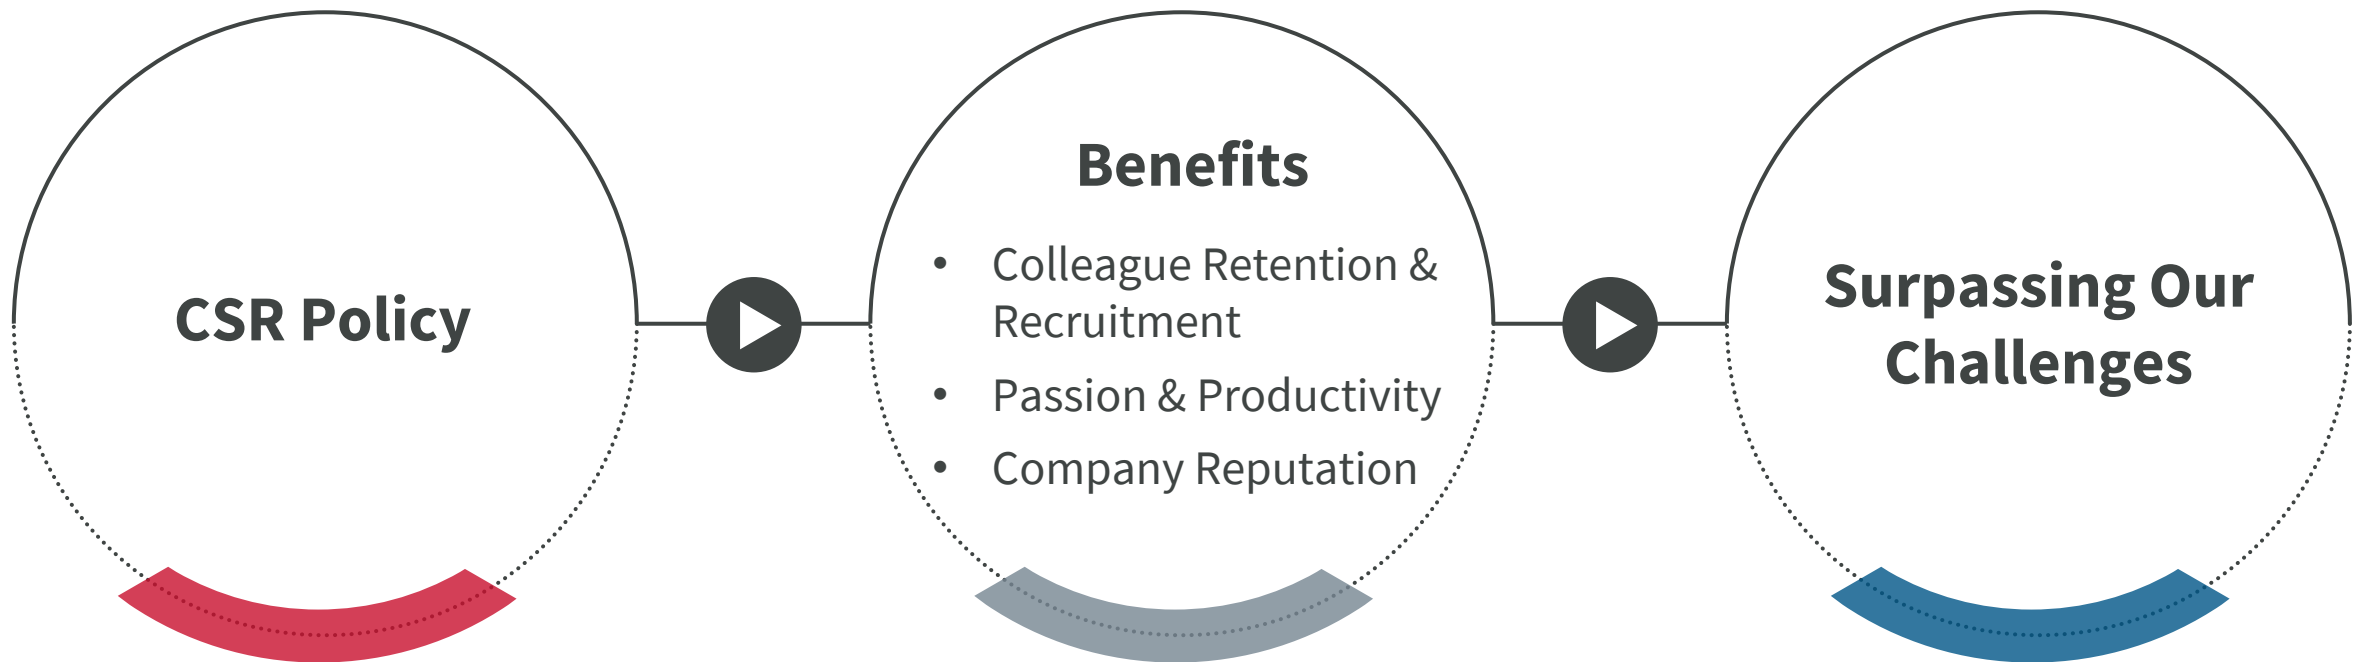 CSR Policy
Benefits
• Colleague Retention &
Recruitment
• Passion & Productivity
• Company Reputation
Surpassing Our
Challenges